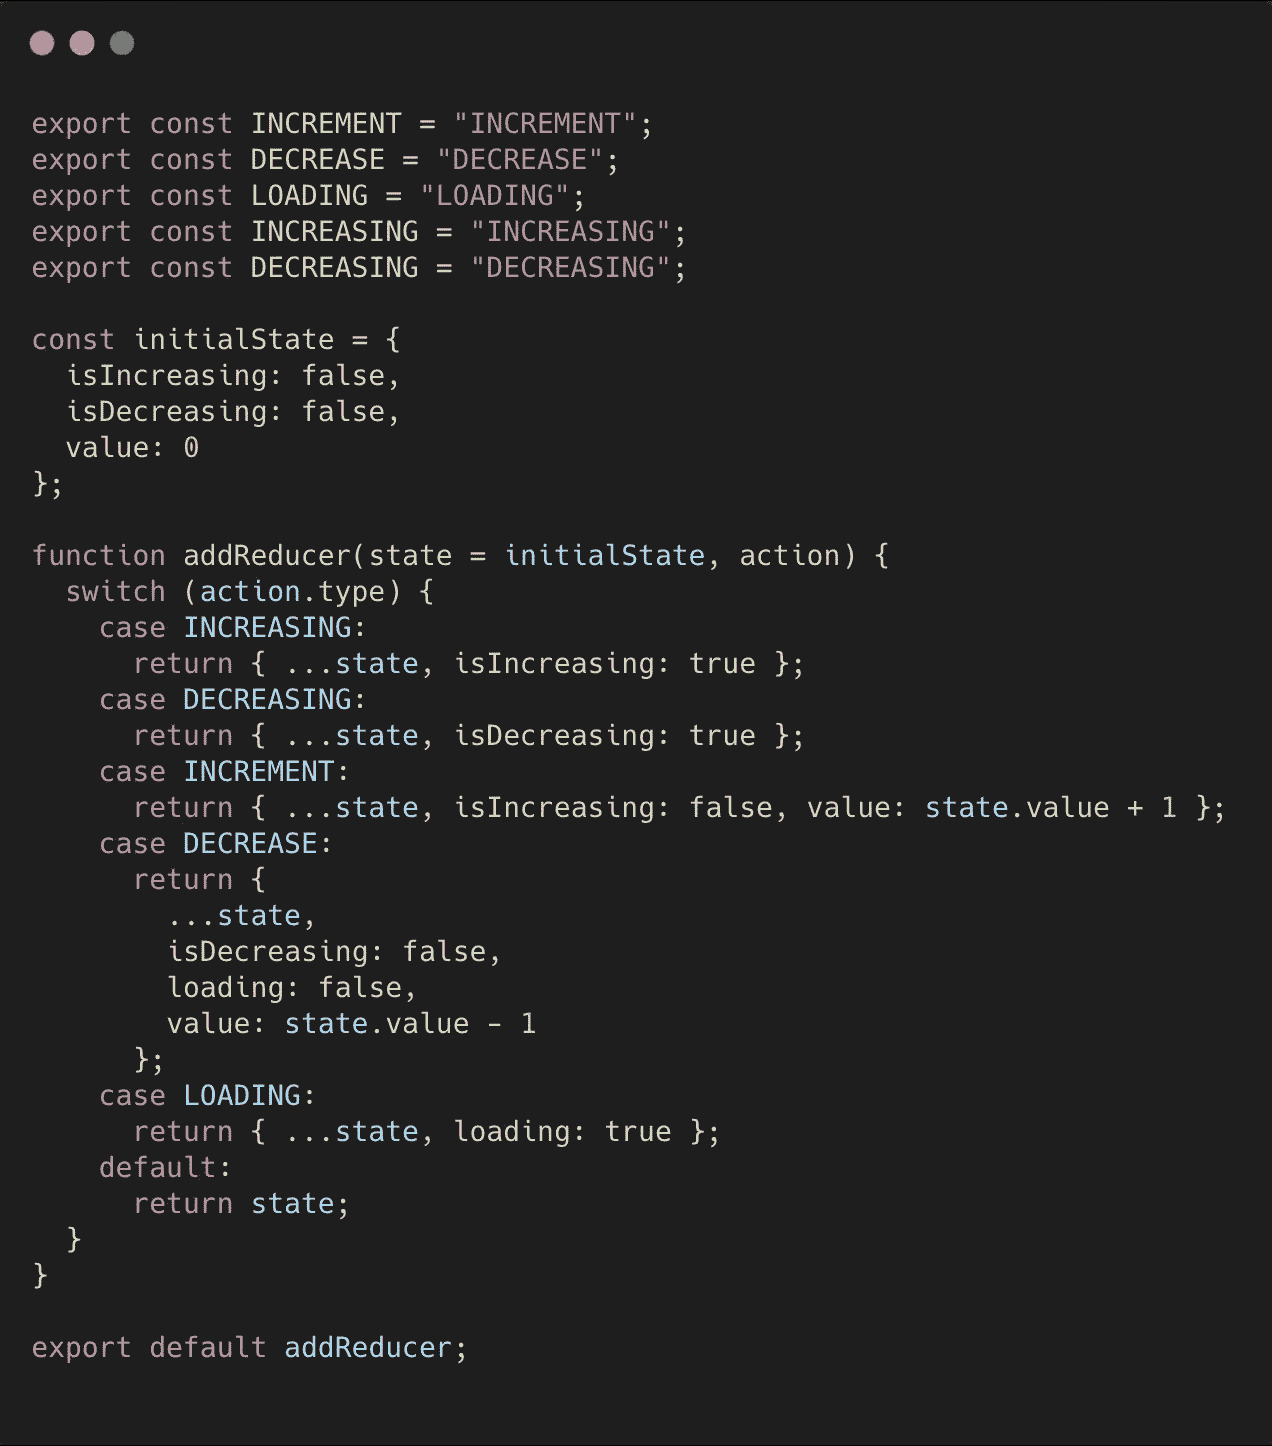 export const INCREMENT = "INCREMENT";
export const DECREASE = "DECREASE";
export const LOADING = "LOADING";
export const INCREASING = "INCREASING";
export const DECREASING = "DECREASING";

const initialState = {
  isIncreasing: false,
  isDecreasing: false,
  value: 0
};

function addReducer(state = initialState, action) {
  switch (action.type) {
    case INCREASING:
      return { ...state, isIncreasing: true };
    case DECREASING:
      return { ...state, isDecreasing: true };
    case INCREMENT:
      return { ...state, isIncreasing: false, value: state.value + 1 };
    case DECREASE:
      return {
        ...state,
        isDecreasing: false,
        loading: false,
        value: state.value - 1
      };
    case LOADING:
      return { ...state, loading: true };
    default:
      return state;
  }
}

export default addReducer;